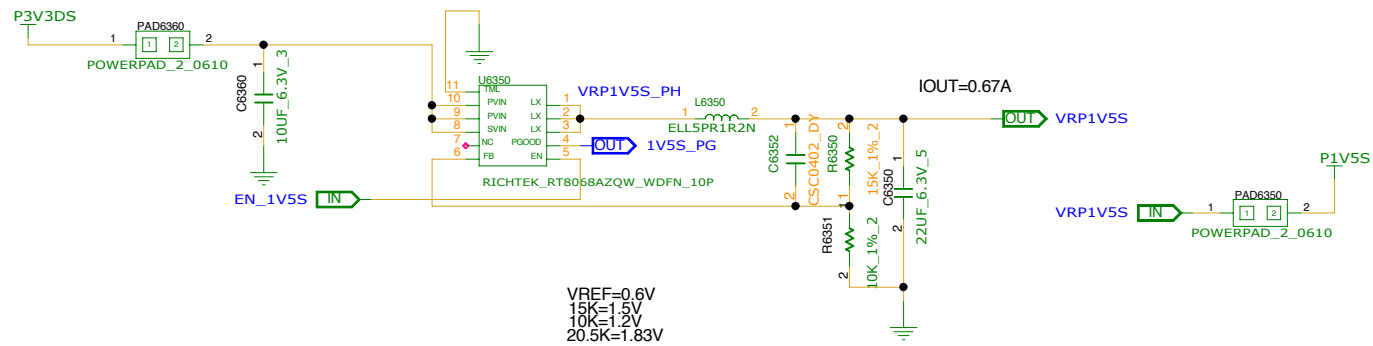 P3V3DS
PAD6360
1
1
2
2
POWERPAD_2_0610
C6360
1
2
10UF_6.3V_3
U6350
11
TML
10
PVIN
9
PVIN
8
SVIN
7
NC
6
FB
LX
1
LX
2
LX
3
PGOOD
4
EN
5
RICHTEK_RT8068AZQW_WDFN_10P
VRP1V5S_PH
OUT
1V5S_PG
EN_1V5S
IN
L6350
1
2
ELL5PR1R2N
C6352
1
2
CSC0402_DY
R6350
2
1
15K_1%_2
R6351
1
2
10K_1%_2
C6350
1
2
22UF_6.3V_5
IOUT=0.67A
OUT
VRP1V5S
VRP1V5S
IN
PAD6350
1
1
2
2
POWERPAD_2_0610
P1V5S
VREF=0.6V
15K=1.5V
10K=1.2V
20.5K=1.83V